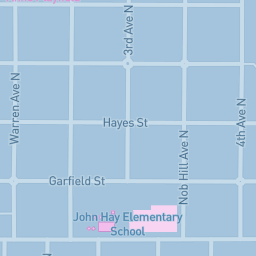 3rd Ave N
Warren Ave N
Hayes St
4th Ave N
Nob Hill Ave N
Garfield St
John Hay Elementary
School
N
N